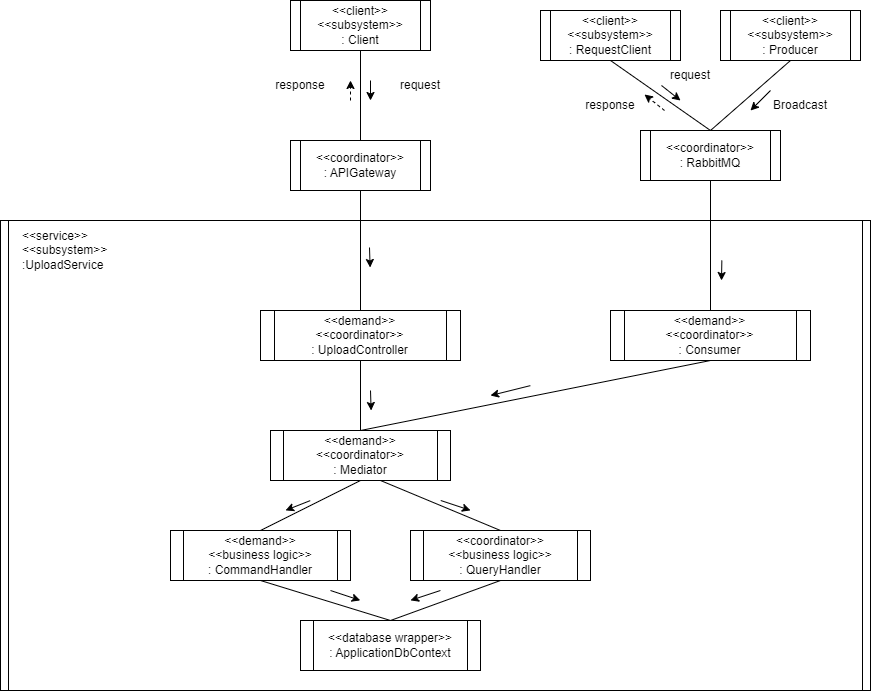 <<client>>
<<subsystem>>
: Client
<<client>>
<<subsystem>>
: RequestClient
<<client>>
<<subsystem>>
: Producer
response
request
request
response
Broadcast
<<coordinator>>
: APIGateway
<<coordinator>>
: RabbitMQ
<<service>>
<<subsystem>>
:UploadService
<<demand>>
<<coordinator>>
: UploadController
<<demand>>
<<coordinator>>
: Consumer
<<demand>>
<<coordinator>>
: Mediator
<<demand>>
<<business logic>>
: CommandHandler
<<coordinator>>
<<business logic>>
: QueryHandler
<<database wrapper>>
: ApplicationDbContext